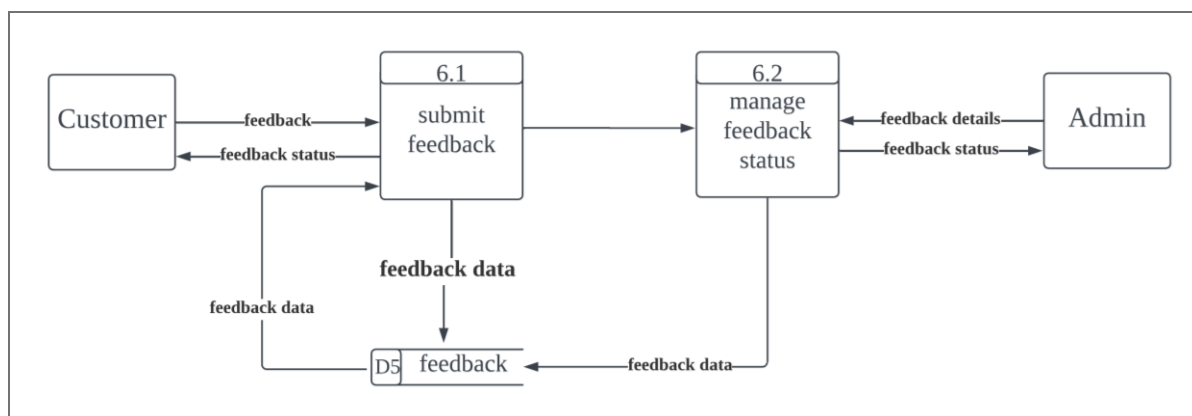 Customer
feedback
feedback status
6.1
submit
feedback
6.2
manage
feedback
status
feedback details
feedback status
Admin
feedback data
feedback data
D5
feedback
feedback data